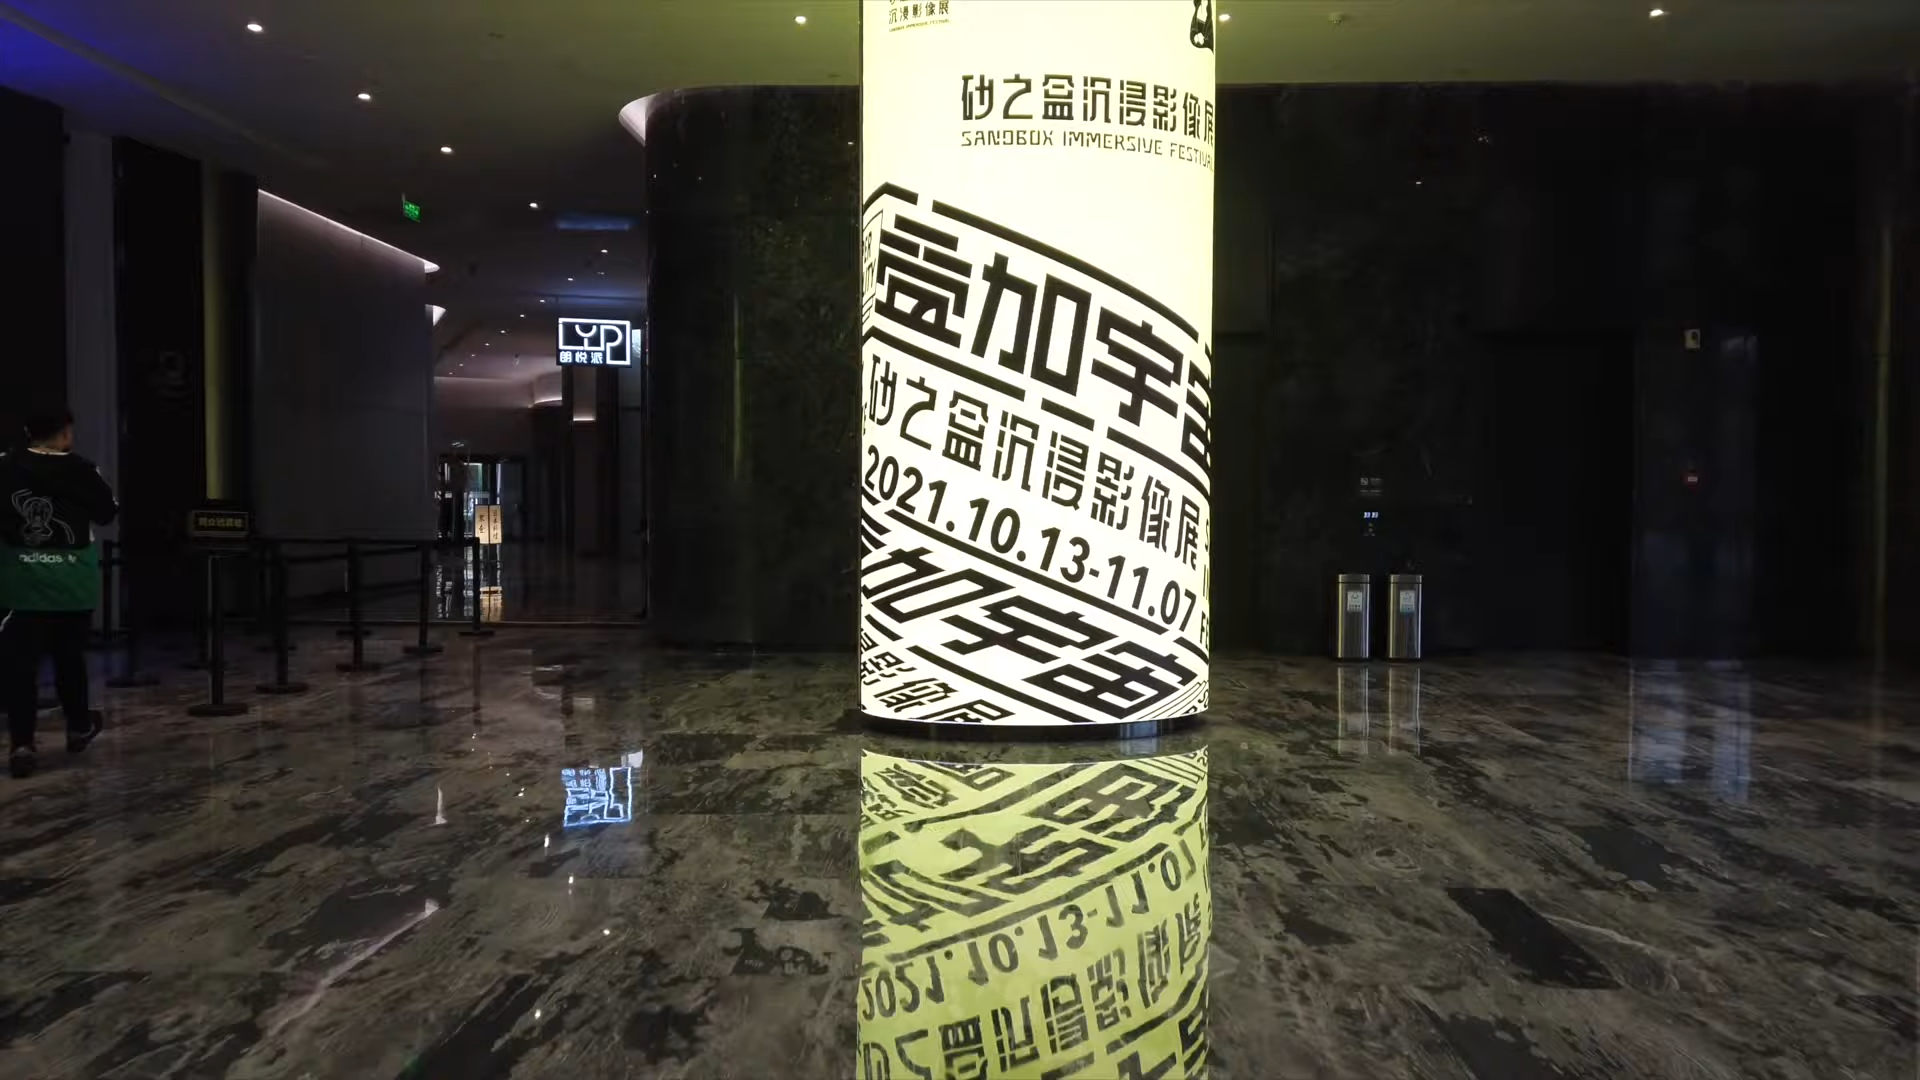 沉浸影像展
砂之盒沉浸影像展
SANDBOX IMMERSIVE FESTIVAL
壹加宇宙
砂之盒沉浸影像展
2021.10.13-11.07
加宇宙
影像展
LYP
朗悦派
adidas